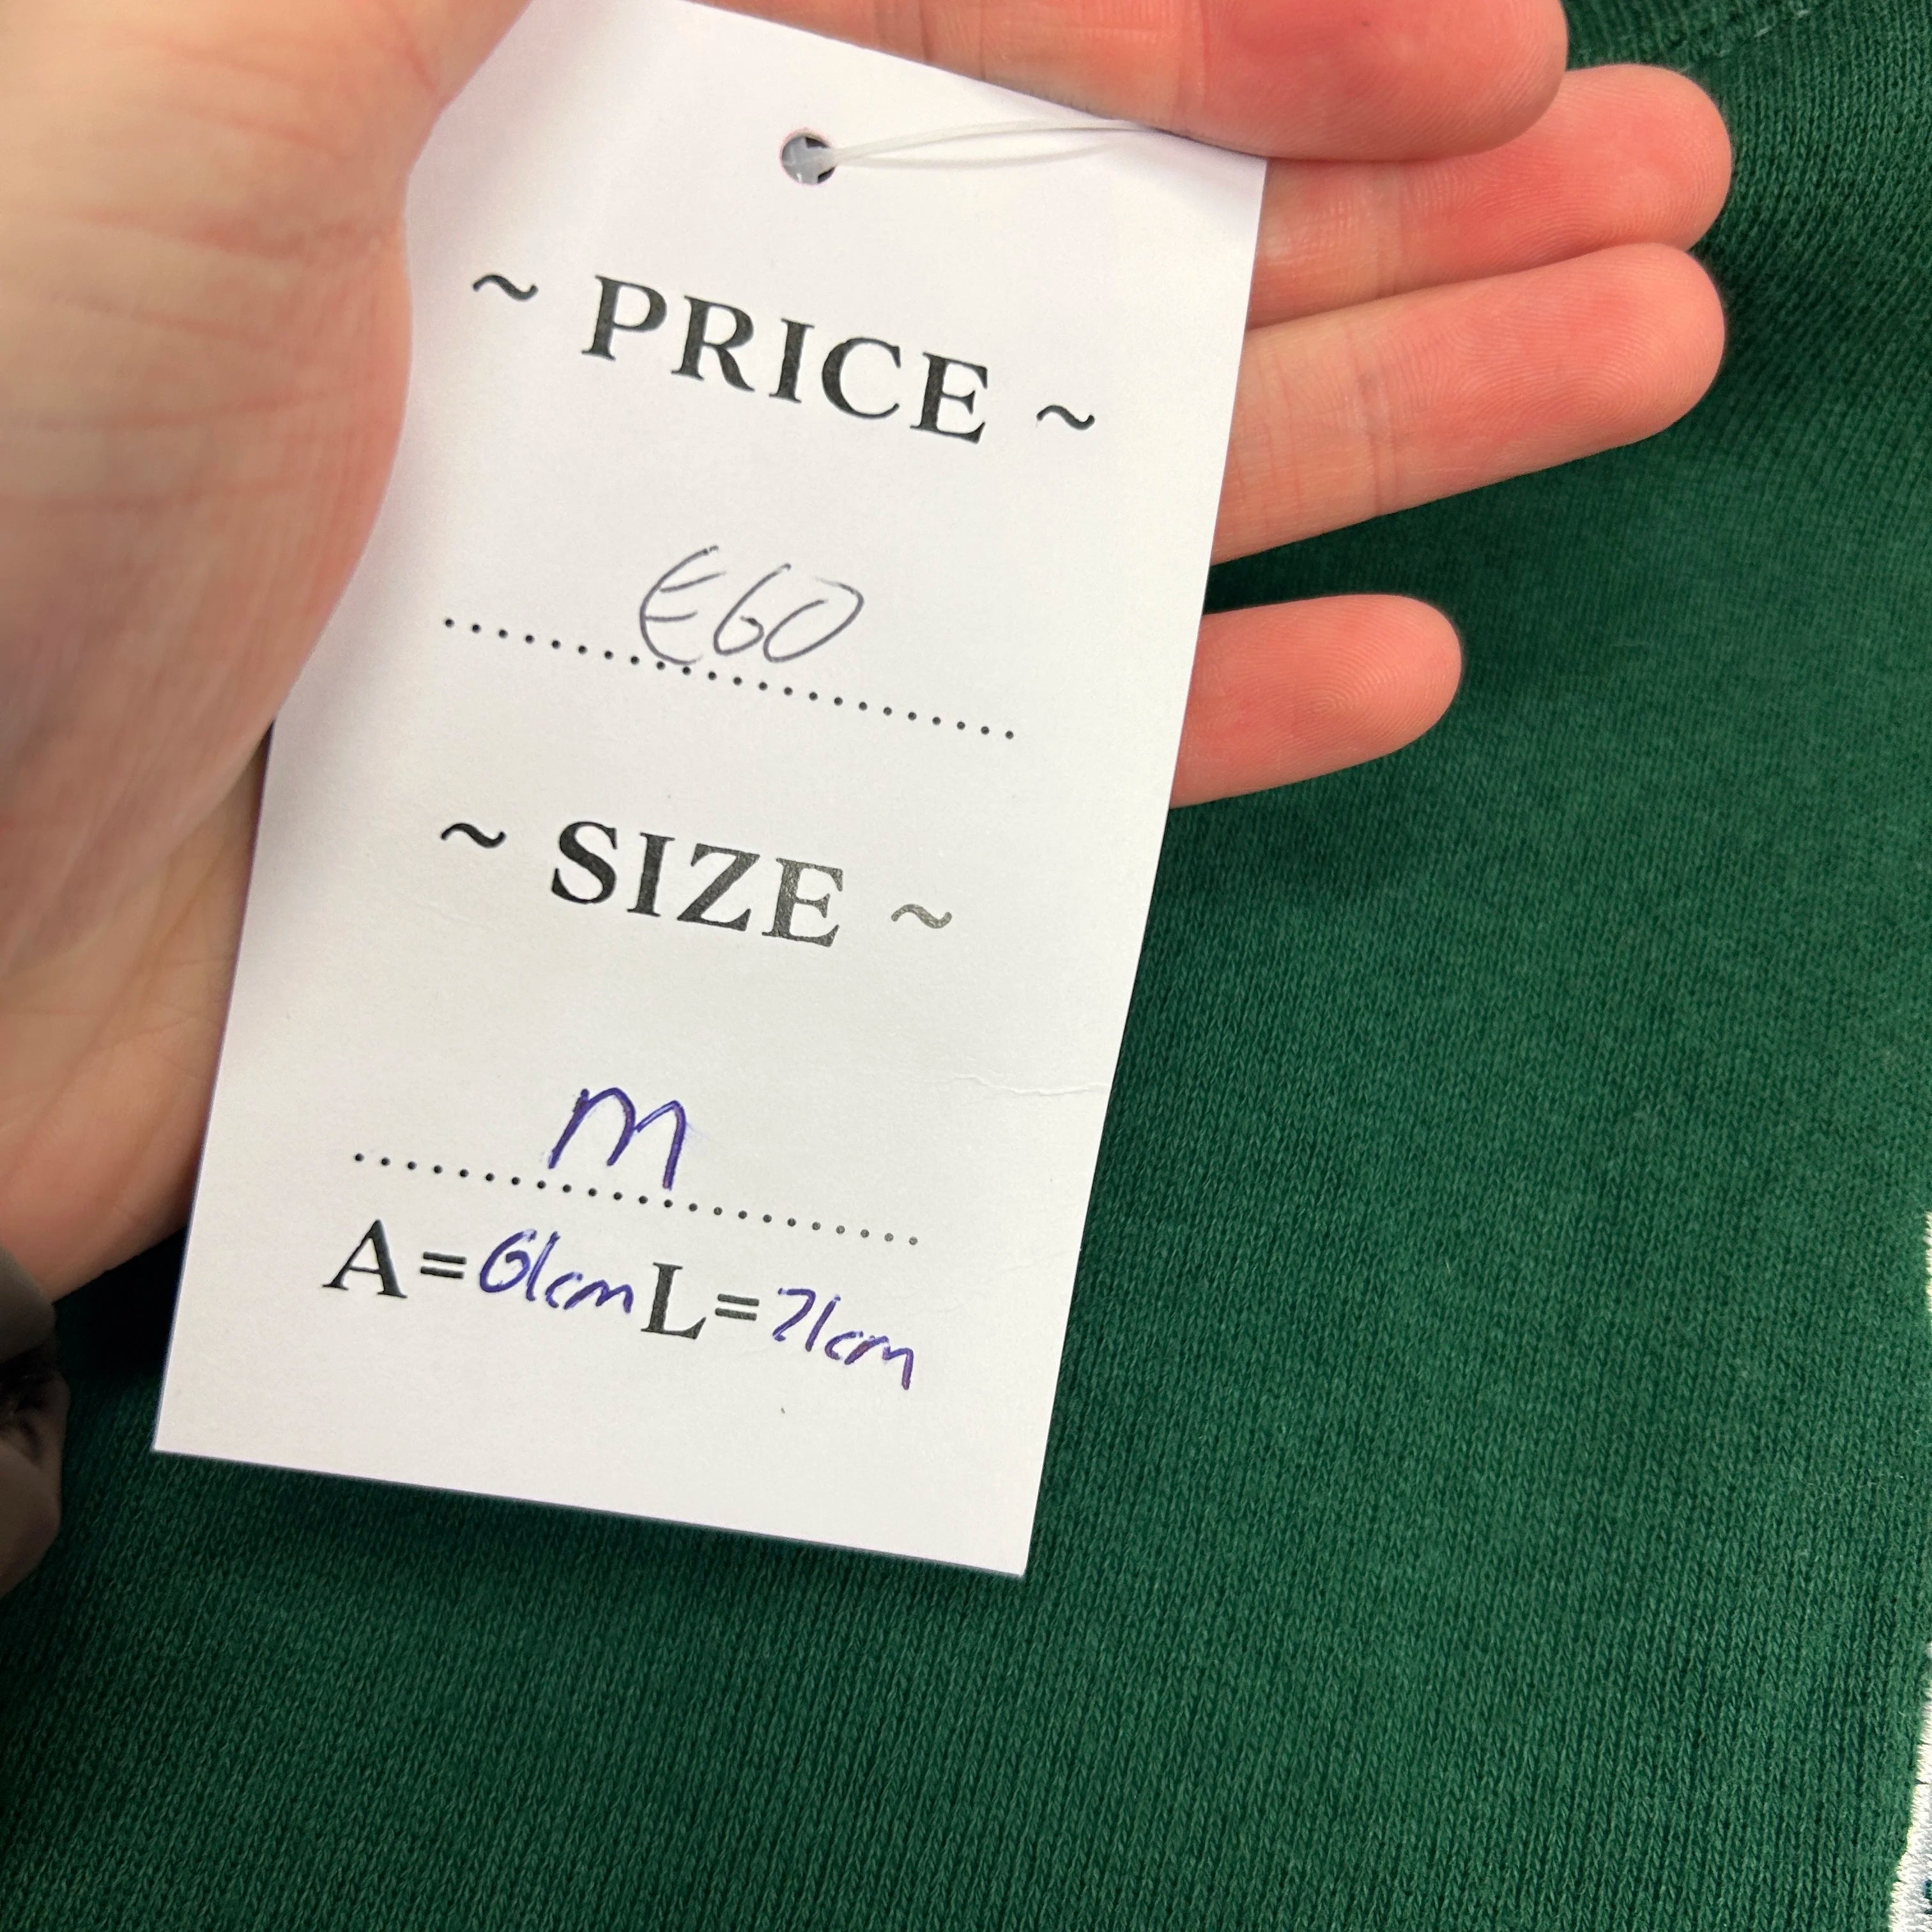 ~ PRICE ~
€60
~ SIZE ~
M
A=61cm L=71cm